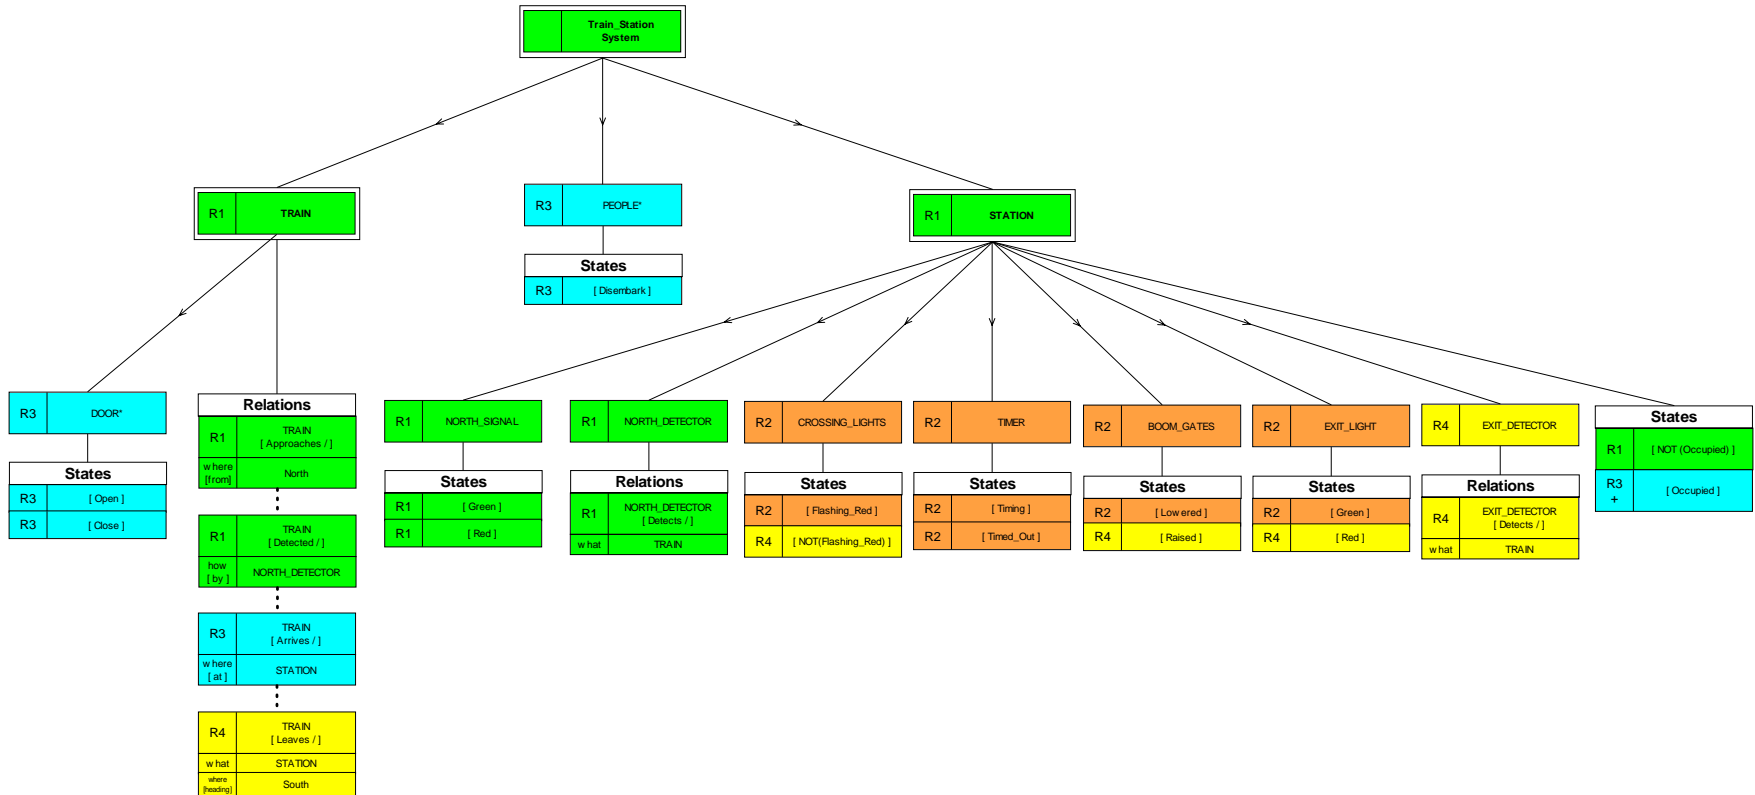 Train_Station
System
R1
TRAIN
R3
PEOPLE*
States
R3
[ Disembark ]
R1
STATION
R3
DOOR*
States
R3
[ Open ]
R3
[ Close ]
Relations
R1
TRAIN
[ Approaches / ]
where
[from]
North
R1
TRAIN
[ Detected / ]
how
[ by ]
NORTH_DETECTOR
R3
TRAIN
[ Arrives / ]
where
[ at ]
STATION
R4
TRAIN
[ Leaves / ]
what
STATION
where
[heading]
South
R1
NORTH_SIGNAL
States
R1
[ Green ]
R1
[ Red ]
R1
NORTH_DETECTOR
Relations
R1
NORTH_DETECTOR
[ Detects / ]
what
TRAIN
R2
CROSSING_LIGHTS
States
R2
[ Flashing_Red ]
R4
[ NOT(Flashing_Red) ]
R2
TIMER
States
R2
[ Timing ]
R2
[ Timed_Out ]
R2
BOOM_GATES
States
R2
[ Lowered ]
R4
[ Raised ]
R2
EXIT_LIGHT
States
R2
[ Green ]
R4
[ Red ]
R4
EXIT_DETECTOR
Relations
R4
EXIT_DETECTOR
[ Detects / ]
what
TRAIN
States
R1
[ NOT (Occupied) ]
R3
+
[ Occupied ]